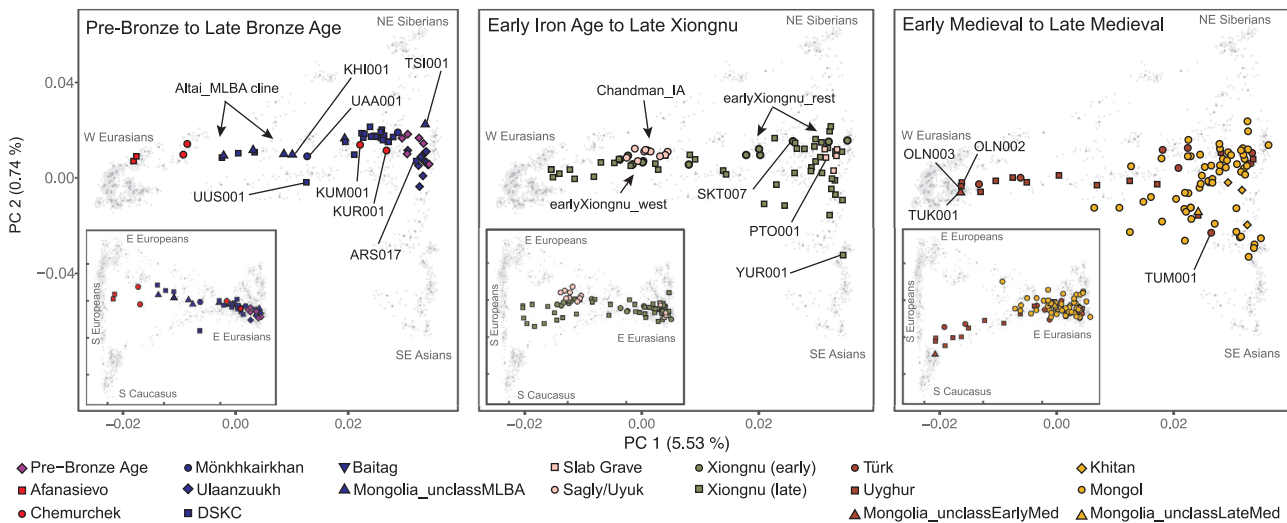 Pre-Bronze to Late Bronze Age
NE Siberians
TSI001
KHI001
UAA001
Altai_MLBA cline
W Eurasians
UUS001
KUM001
KUR001
ARS017
E Europeans
S Europeans
E Eurasians
S Caucasus
SE Asians
0.04
0.00
−0.04
PC 2 (0.74 %)
−0.02
0.00
0.02
Early Iron Age to Late Xiongnu
NE Siberians
Chandman_IA
earlyXiongnu_rest
W Eurasians
earlyXiongnu_west
SKT007
PTO001
YUR001
E Europeans
S Europeans
E Eurasians
S Caucasus
SE Asians
−0.02
0.00
0.02
PC 1 (5.53 %)
Early Medieval to Late Medieval
NE Siberians
W Eurasians
OLN003
OLN002
TUK001
TUM001
E Europeans
S Europeans
E Eurasians
S Caucasus
SE Asians
−0.02
0.00
0.02
Pre−Bronze Age
Mönkhkairkhan
Baitag
Slab Grave
Xiongnu (early)
Türk
Khitan
Afanasievo
Ulaanzuukh
Mongolia_unclassMLBA
Sagly/Uyuk
Xiongnu (late)
Uyghur
Mongol
Chemurchek
DSKC
Mongolia_unclassEarlyMed
Mongolia_unclassLateMed